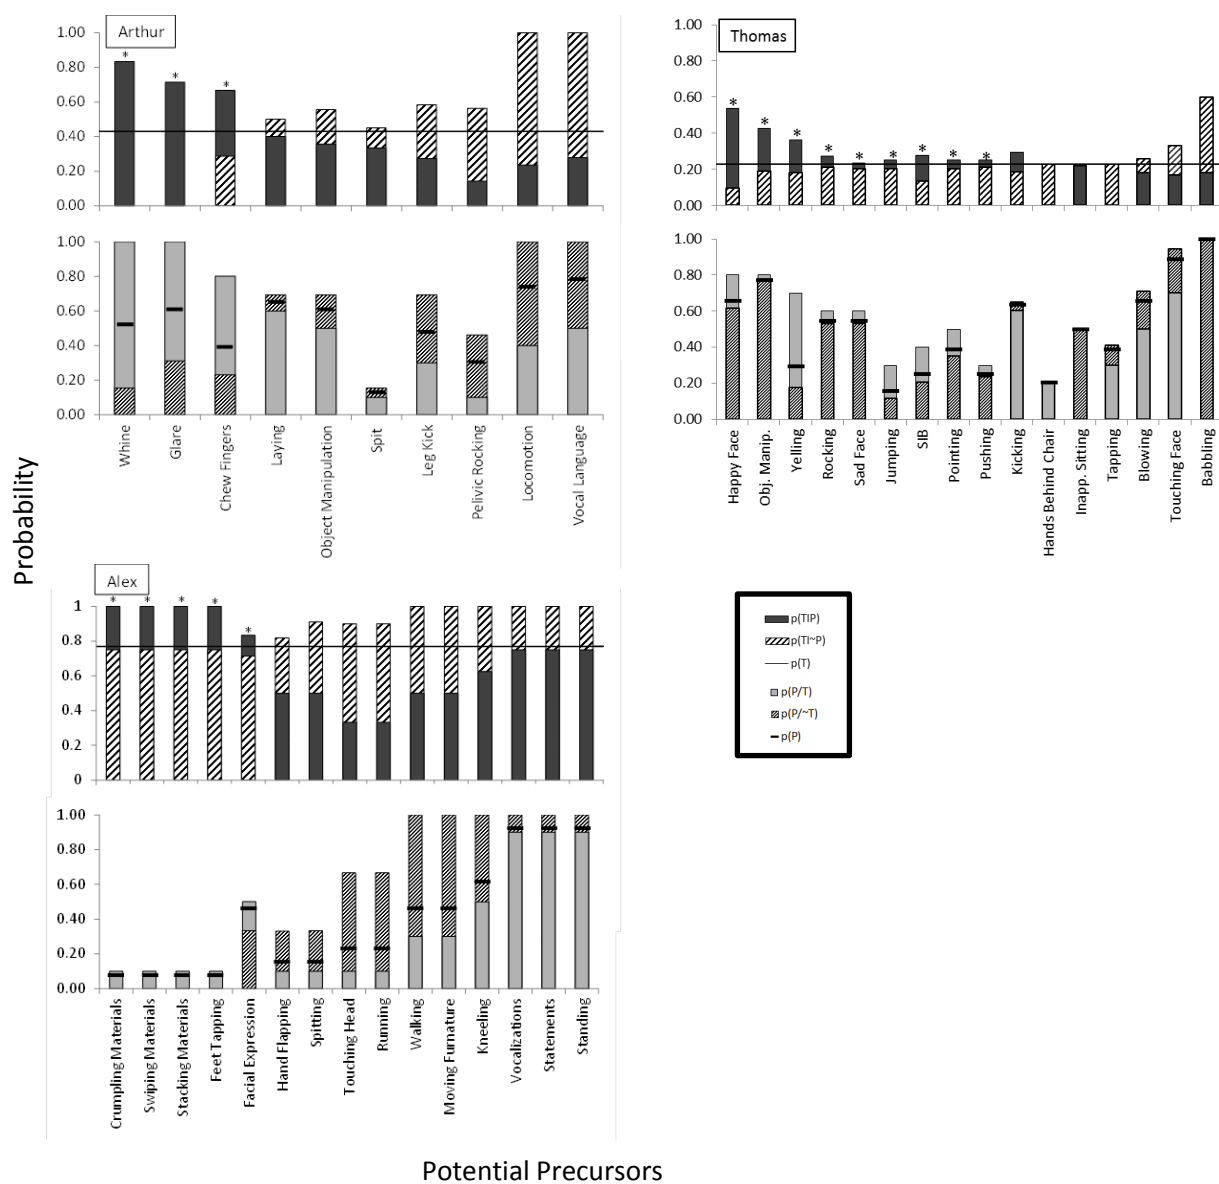 Arthur
1.00
0.80
0.60
0.40
0.20
0.00
* * *
1.00
0.80
0.60
0.40
0.20
0.00
Whine
Glare
Chew Fingers
Laying
Object Manipulation
Spit
Leg Kick
Pelivic Rocking
Locomotion
Vocal Language
Thomas
1.00
0.80
0.60
0.40
0.20
0.00
* * * * * * * * *
1.00
0.80
0.60
0.40
0.20
0.00
Happy Face
Obj. Manip.
Yelling
Rocking
Sad Face
Jumping
SIB
Pointing
Pushing
Kicking
Hands Behind Chair
Inapp. Sitting
Tapping
Blowing
Touching Face
Babbling
Probability
Alex
1
0.8
0.6
0.4
0.2
0
* * * * *
1.00
0.80
0.60
0.40
0.20
0.00
Crumpling Materials
Swiping Materials
Stacking Materials
Feet Tapping
Facial Expression
Hand Flapping
Spitting
Touching Head
Running
Walking
Moving Furnature
Kneeling
Vocalizations
Statements
Standing
p(TIP)
p(TI~P)
p(T)
p(P/T)
p(P/~T)
p(P)
Potential Precursors